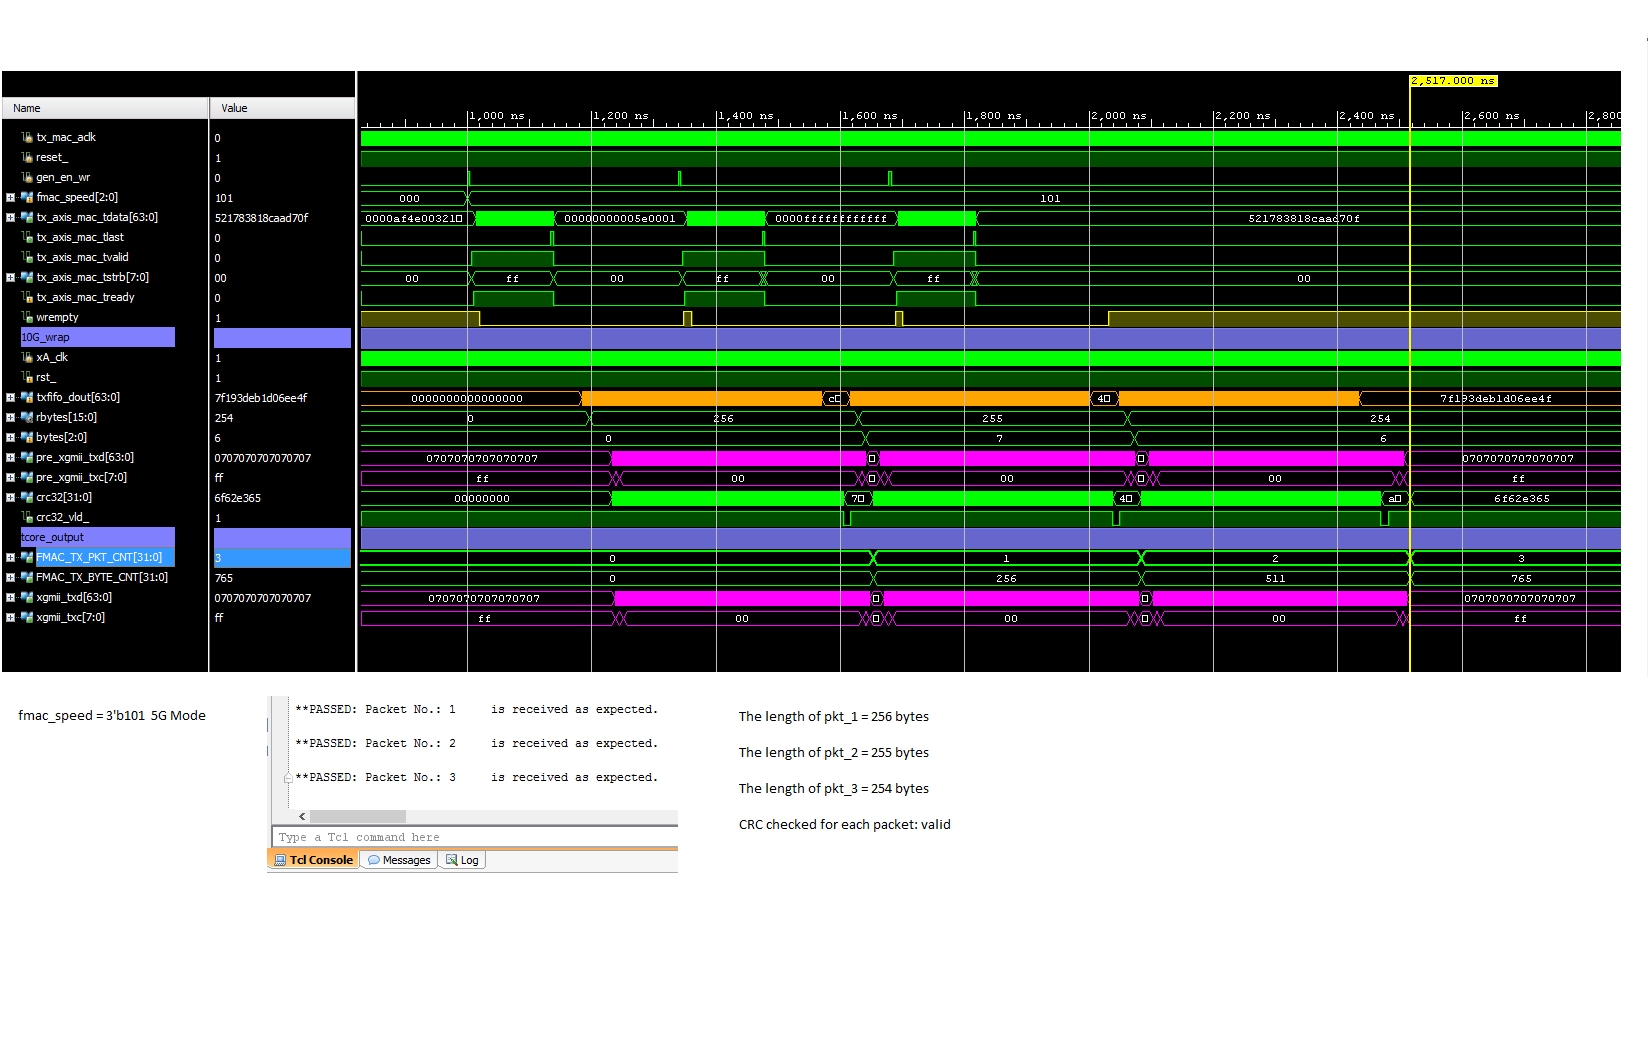 2,517.000 ns
Name Value
1,000 ns 1,200 ns 1,400 ns 1,600 ns 1,800 ns 2,000 ns 2,200 ns 2,400 ns 2,600 ns 2,800
tx_mac_aclk 0
reset_ 1
gen_en_wr 0
fmac_speed[2:0] 101 000 101
tx_axis_mac_tdata[63:0] 521783818caad70f 0000af4e00321 00000000005e0001 0000ffffffffffff 521783818caad70f
tx_axis_mac_tlast 0
tx_axis_mac_tvalid 0
tx_axis_mac_tstrb[7:0] 00 00 ff 00 ff 00 ff 00
tx_axis_mac_tready 0
wrempty 1
10G_wrap
xA_clk 1
rst_ 1
txfifo_dout[63:0] 7f193deb1d06ee4f 0000000000000000 c 4 7f193deb1d06ee4f
rbytes[15:0] 254 0 256 255 254
bytes[2:0] 6 0 7 6
pre_xgmii_txd[63:0] 0707070707070707 0707070707070707 0707070707070707
pre_xgmii_txc[7:0] ff ff 00 00 00 ff
crc32[31:0] 6f62e365 00000000 7 4 a 6f62e365
crc32_vld_ 1
tcore_output
FMAC_TX_PKT_CNT[31:0] 3 0 1 2 3
FMAC_TX_BYTE_CNT[31:0] 765 0 256 511 765
xgmii_txd[63:0] 0707070707070707 0707070707070707 0707070707070707
xgmii_txc[7:0] ff ff 00 00 00 ff
fmac_speed = 3'b101 5G Mode
**PASSED: Packet No.: 1 is received as expected.
**PASSED: Packet No.: 2 is received as expected.
**PASSED: Packet No.: 3 is received as expected.
Type a Tcl command here
Tcl Console Messages Log
The length of pkt_1 = 256 bytes
The length of pkt_2 = 255 bytes
The length of pkt_3 = 254 bytes
CRC checked for each packet: valid